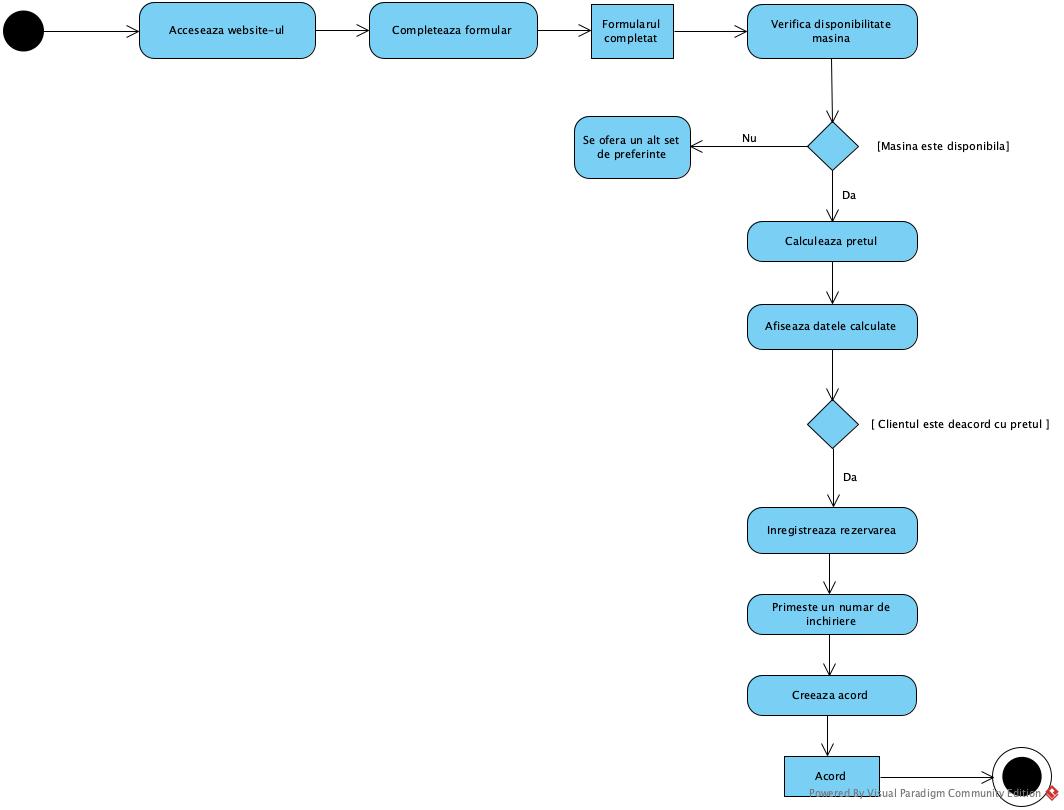 Acceseaza website-ul
Completeaza formular
Formularul
completat
Verifica disponibilitate
masina
Se ofera un alt set
de preferinte
Nu
[Masina este disponibila]
Da
Calculeaza pretul
Afiseaza datele calculate
[ Clientul este deacord cu pretul ]
Da
Inregistreaza rezervarea
Primeste un numar de
inchiriere
Creeaza acord
Acord
Powered By Visual Paradigm Community Edition